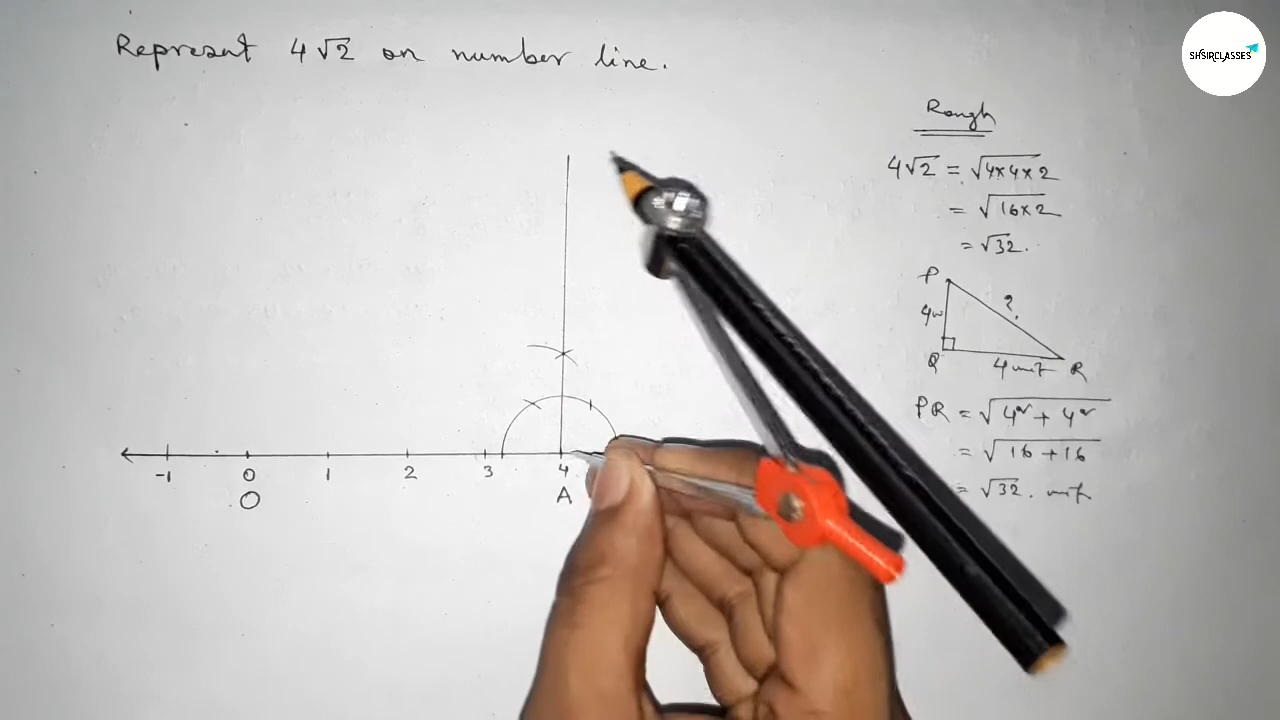 Represent 4√2 on number line.
SHSIRCLASSES
Rough
4√2 = √4×4×2
= √16×2
= √32.
P
?
4u
Q
4 unit R
PR = √4² + 4²
= √16+16
= √32. unit
-1 0 1 2 3 4
O A